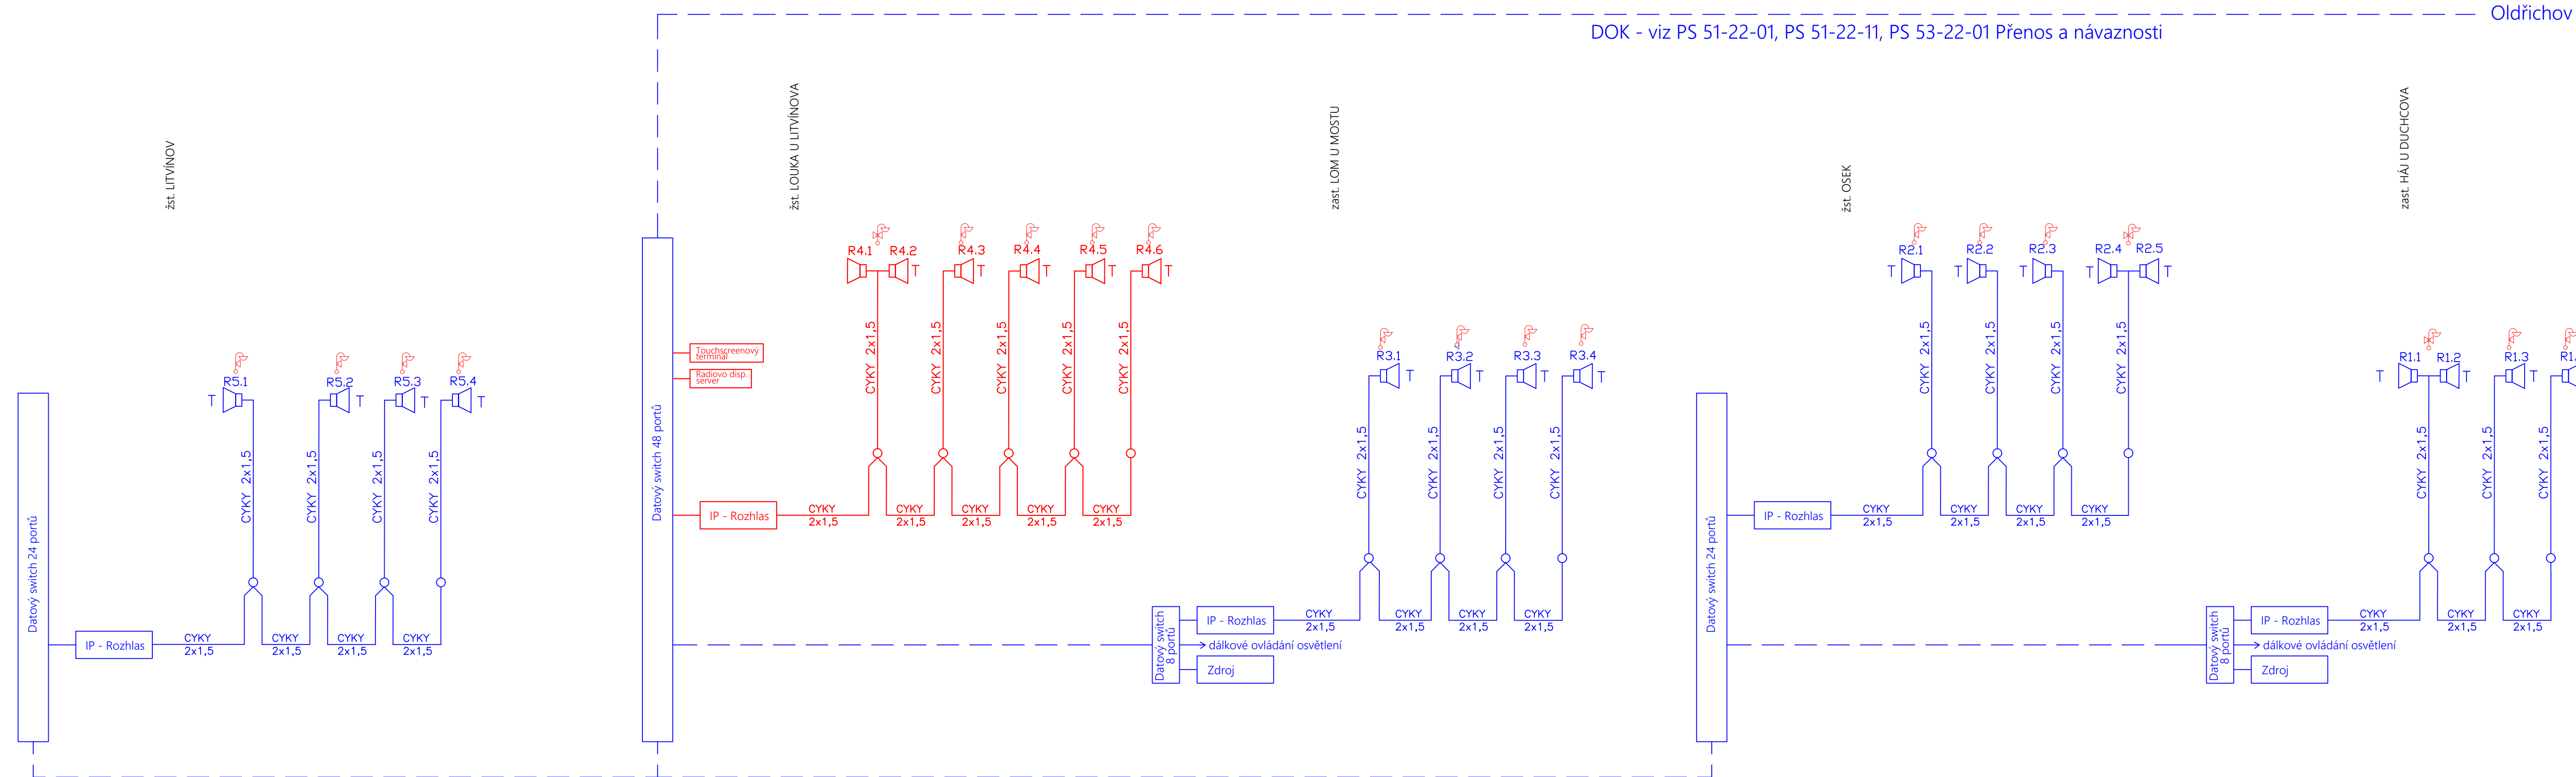 Oldřichov
DOK - viz PS 51-22-01, PS 51-22-11, PS 53-22-01 Přenos a návaznosti
žst. LITVÍNOV
R5.1
R5.2
R5.3
R5.4
T
T
T
T
CYKY 2x1,5
CYKY 2x1,5
CYKY 2x1,5
CYKY 2x1,5
Datový switch 24 portů
IP - Rozhlas
CYKY
2x1,5
CYKY
2x1,5
CYKY
2x1,5
CYKY
2x1,5
žst. LOUKA U LITVÍNOVA
R4.1
R4.2
R4.3
R4.4
R4.5
R4.6
T
T
T
T
T
Datový switch 48 portů
Touchscreenový
terminál
Radiovo disp.
server
CYKY 2x1,5
CYKY 2x1,5
CYKY 2x1,5
CYKY 2x1,5
CYKY 2x1,5
IP - Rozhlas
CYKY
2x1,5
CYKY
2x1,5
CYKY
2x1,5
CYKY
2x1,5
CYKY
2x1,5
zast. LOM U MOSTU
R3.1
R3.2
R3.3
R3.4
T
T
T
T
CYKY 2x1,5
CYKY 2x1,5
CYKY 2x1,5
CYKY 2x1,5
Datový switch
8 portů
IP - Rozhlas
CYKY
2x1,5
CYKY
2x1,5
CYKY
2x1,5
CYKY
2x1,5
dálkové ovládání osvětlení
Zdroj
žst. OSEK
R2.1
R2.2
R2.3
R2.4
R2.5
T
T
T
T
T
CYKY 2x1,5
CYKY 2x1,5
CYKY 2x1,5
CYKY 2x1,5
Datový switch 24 portů
IP - Rozhlas
CYKY
2x1,5
CYKY
2x1,5
CYKY
2x1,5
CYKY
2x1,5
zast. HÁJ U DUCHCOVA
R1.1
R1.2
R1.3
R1.
T
T
T
CYKY 2x1,5
CYKY 2x1,5
CYKY 2x1,5
Datový switch
8 portů
IP - Rozhlas
CYKY
2x1,5
CYKY
2x1,5
CYKY
2x1,5
dálkové ovládání osvětlení
Zdroj